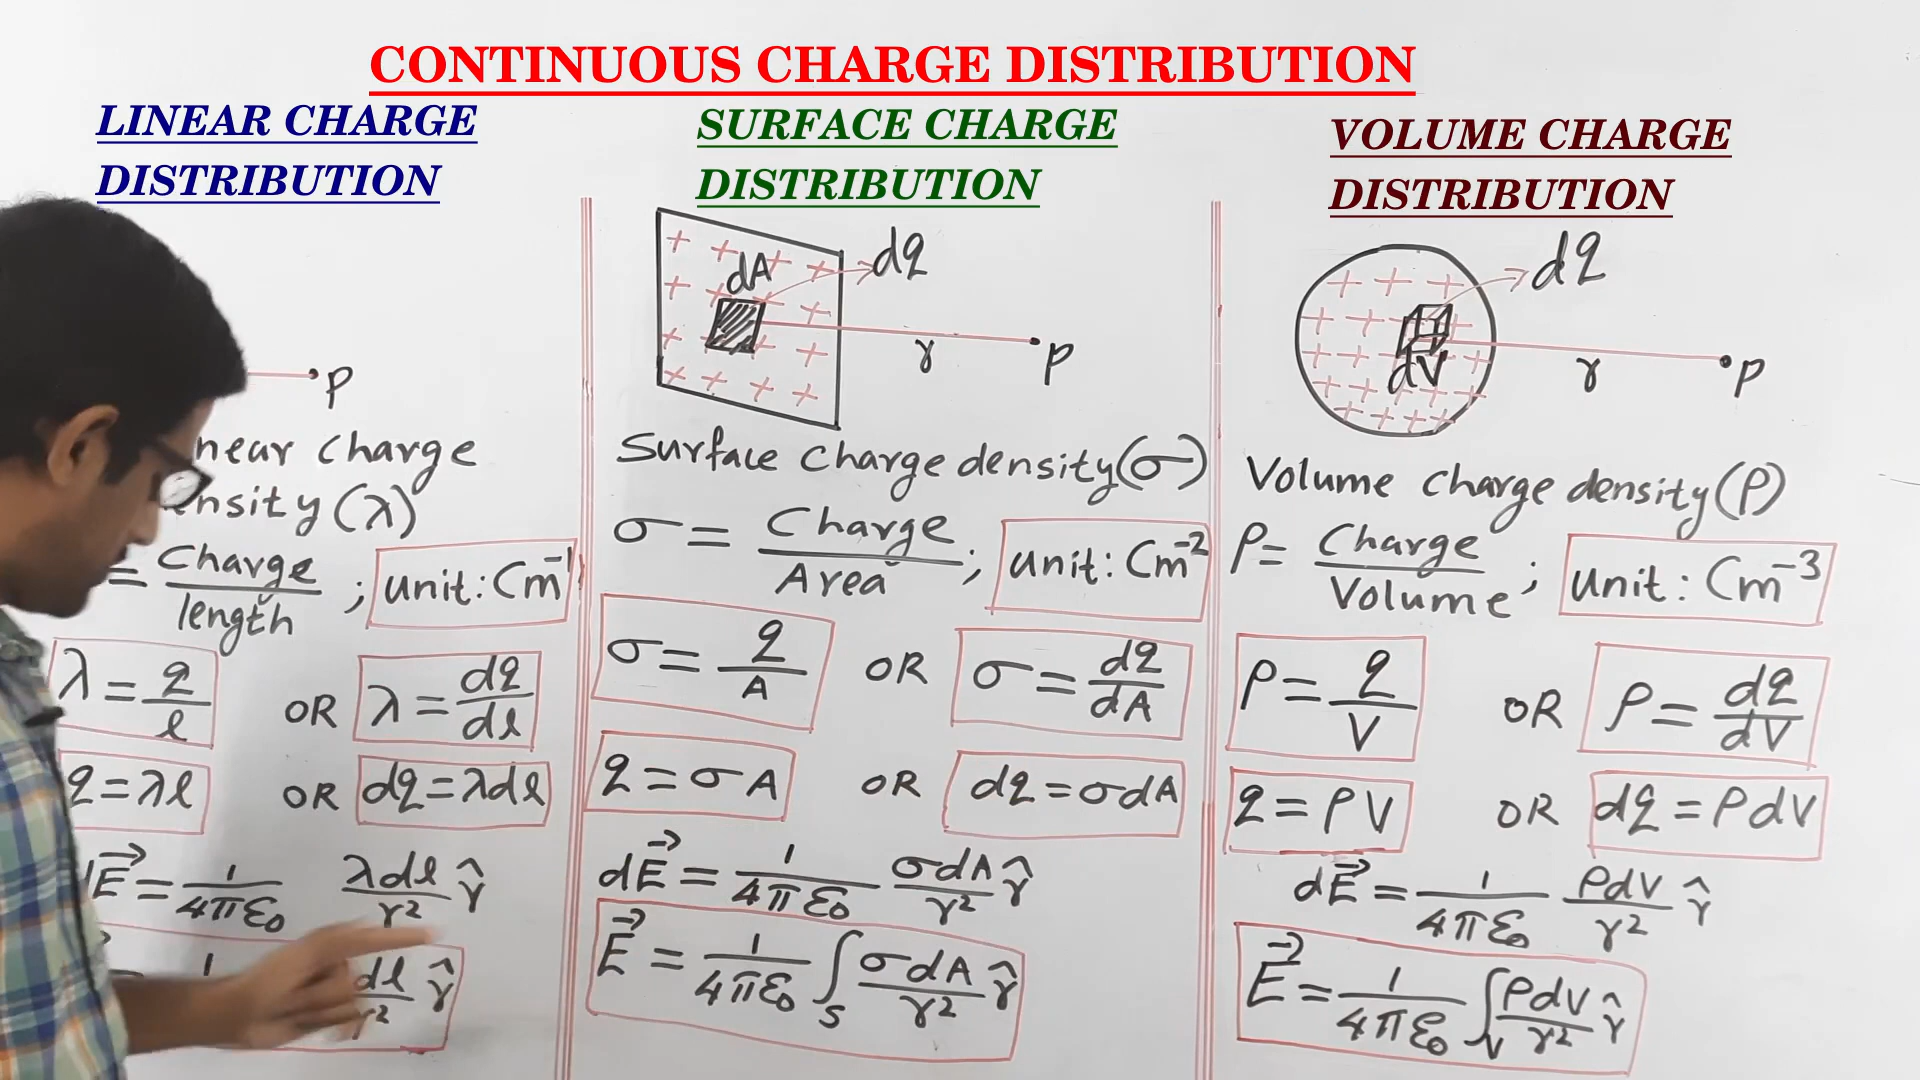 CONTINUOUS CHARGE DISTRIBUTION
LINEAR CHARGE
DISTRIBUTION
P
near charge
ensity (λ)
= Charge/length ; unit: Cm⁻¹
λ = q/l OR λ = dq/dl
q = λl OR dq = λdl
dE⃗ = 1/4πε₀ λdl/r² r̂
dl/r² r̂
SURFACE CHARGE
DISTRIBUTION
dA
dq
r
P
Surface charge density (σ)
σ = Charge/Area ; unit: Cm⁻²
σ = q/A OR σ = dq/dA
q = σA OR dq = σdA
dE⃗ = 1/4πε₀ σdA/r² r̂
E⃗ = 1/4πε₀ ∫s σdA/r² r̂
VOLUME CHARGE
DISTRIBUTION
dq
dV
r
P
Volume charge density (ρ)
ρ = Charge/Volume ; unit: Cm⁻³
ρ = q/V OR ρ = dq/dV
q = ρV OR dq = ρdV
dE⃗ = 1/4πε₀ ρdV/r² r̂
E⃗ = 1/4πε₀ ∫v ρdV/r² r̂